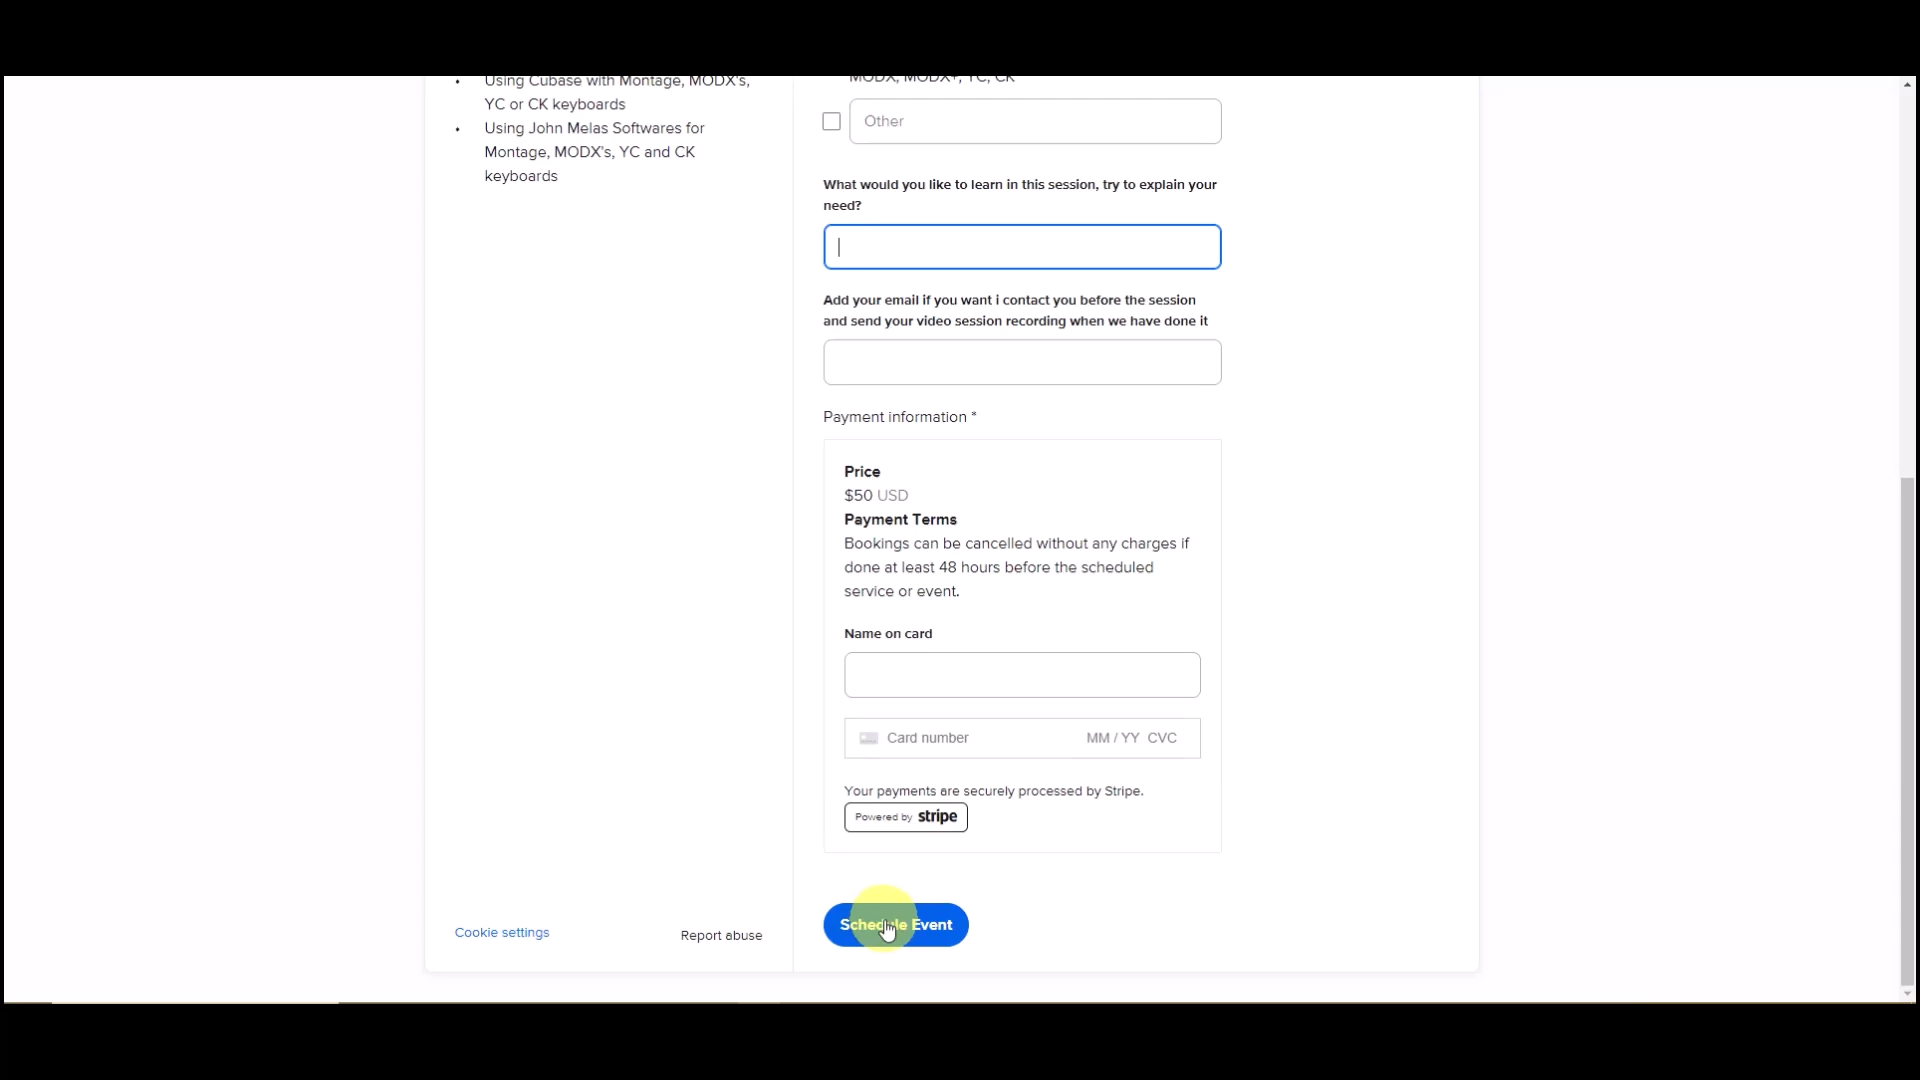 • Using Cubase with Montage, MODX's,
YC or CK keyboards
• Using John Melas Softwares for
Montage, MODX's, YC and CK
keyboards
Cookie settings
Report abuse
MODX, MODX+, YC, CK
Other
What would you like to learn in this session, try to explain your
need?
Add your email if you want i contact you before the session
and send your video session recording when we have done it
Payment information *
Price
$50 USD
Payment Terms
Bookings can be cancelled without any charges if
done at least 48 hours before the scheduled
service or event.
Name on card
Card number MM / YY CVC
Your payments are securely processed by Stripe.
Powered by stripe
Schedule Event